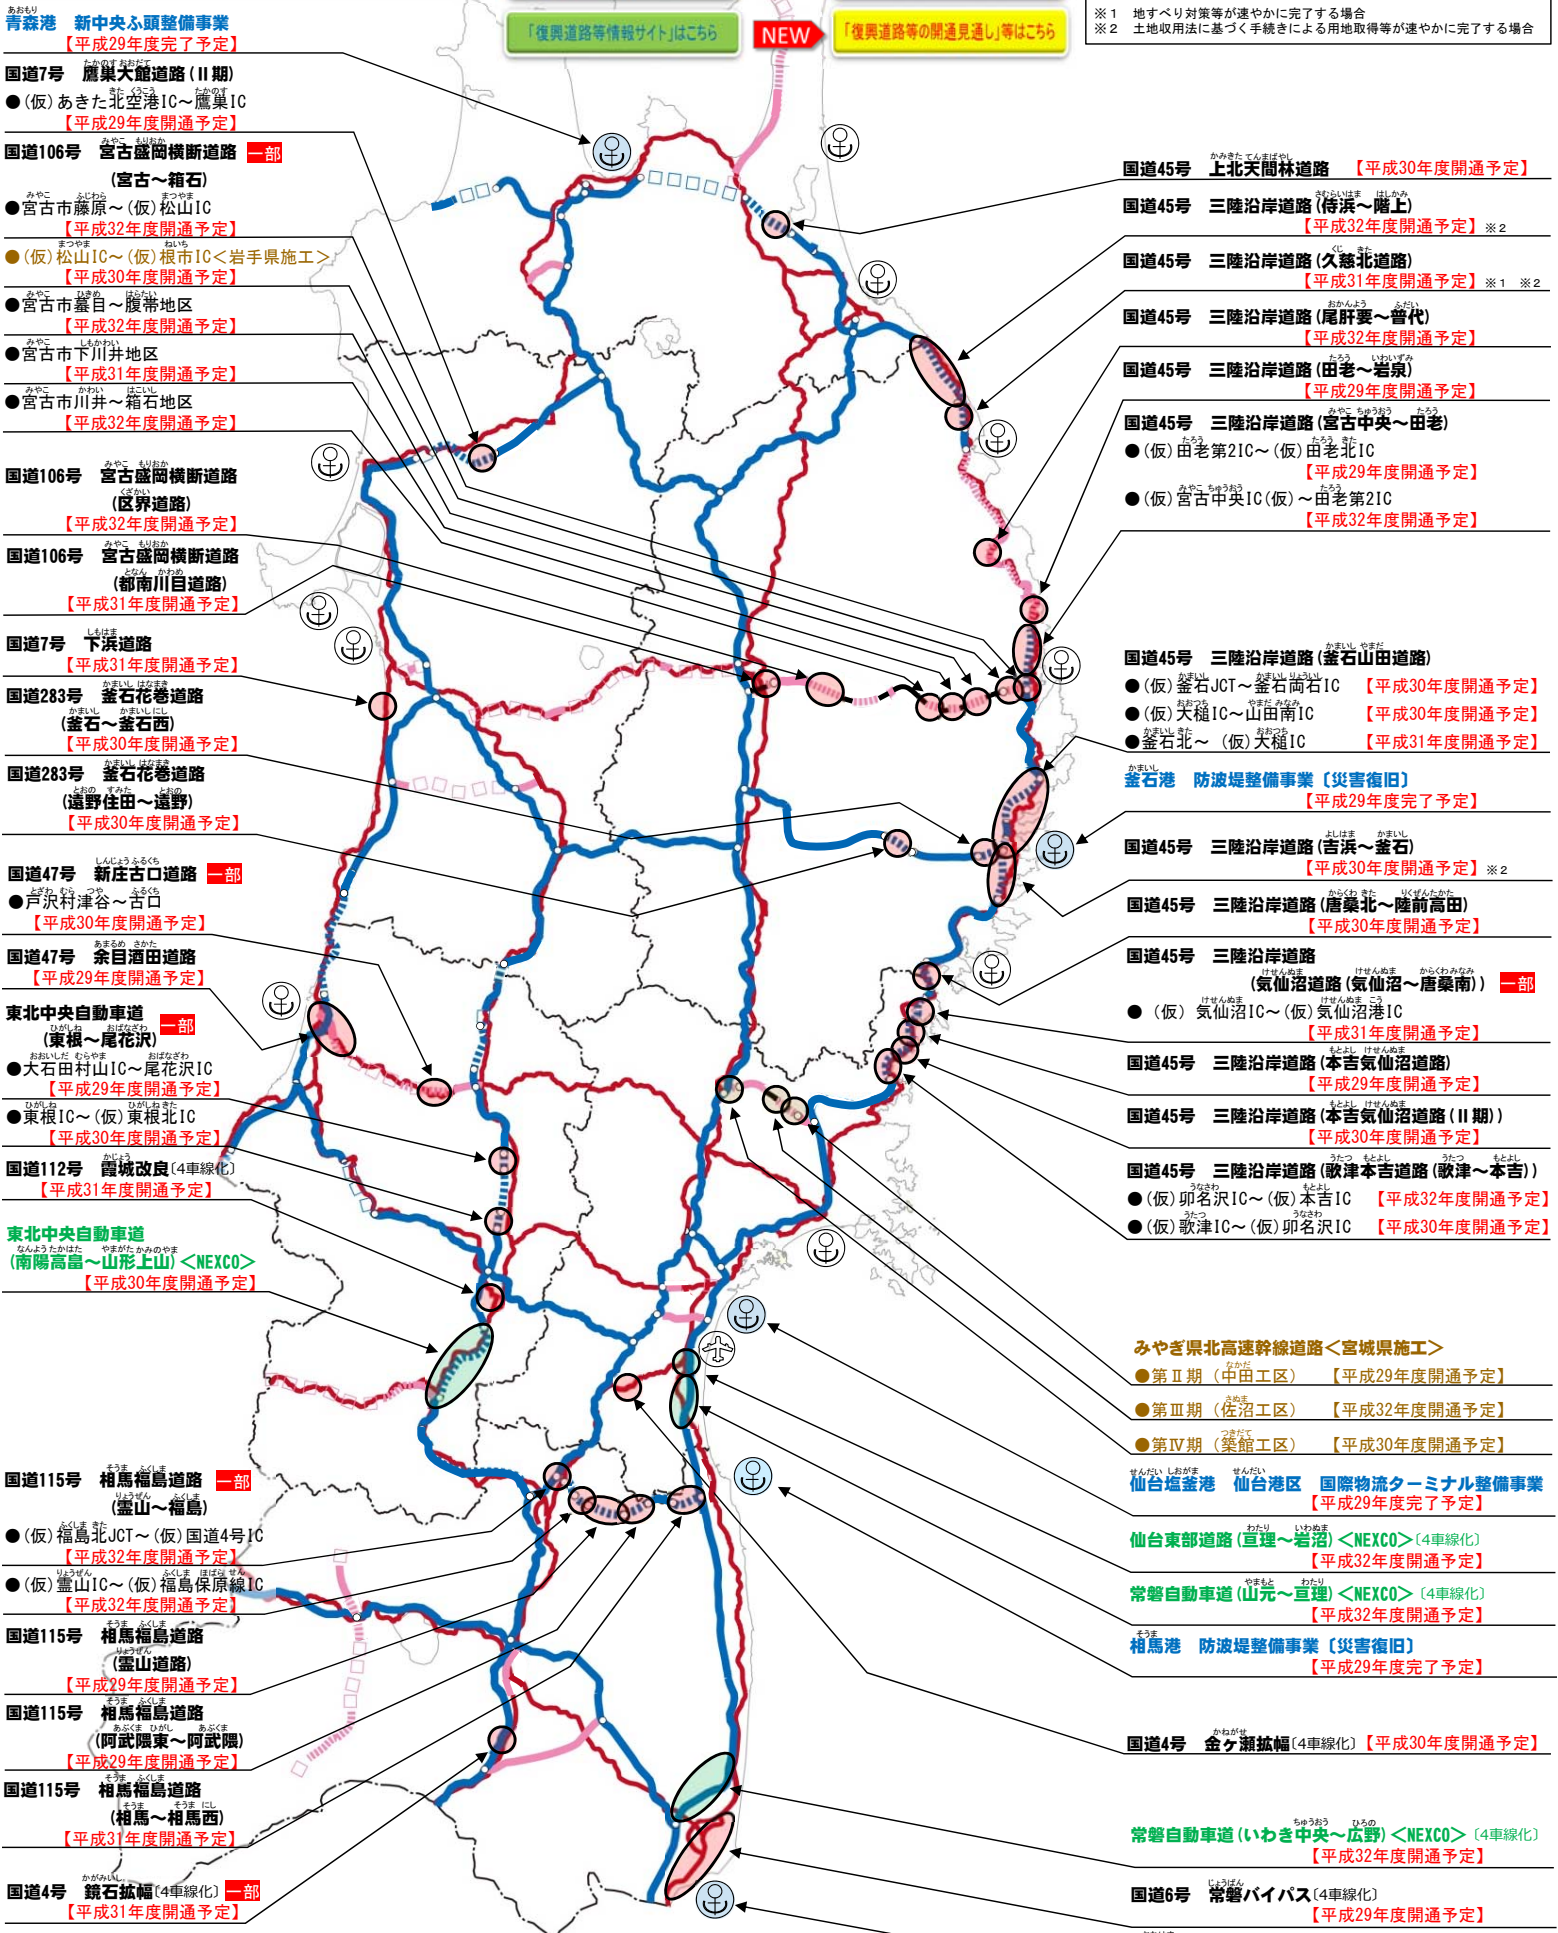 「復興道路等情報サイト」はこちら
NEW
「復興道路等の開通見通し」等はこちら
※１　地すべり対策等が速やかに完了する場合
※２　土地収用法に基づく手続きによる用地取得等が速やかに完了する場合
青森港　新中央ふ頭整備事業
【平成29年度完了予定】
国道7号　鷹巣大館道路(Ⅱ期)
●(仮)あきた北空港IC～鷹巣IC
【平成29年度開通予定】
国道106号　宮古盛岡横断道路　一部
(宮古～箱石)
●宮古市藤原～(仮)松山IC
【平成32年度開通予定】
●(仮)松山IC～(仮)根市IC＜岩手県施工＞
【平成30年度開通予定】
●宮古市蟇目～腹帯地区
【平成32年度開通予定】
●宮古市下川井地区
【平成31年度開通予定】
●宮古市川井～箱石地区
【平成32年度開通予定】
国道106号　宮古盛岡横断道路
(区界道路)
【平成32年度開通予定】
国道106号　宮古盛岡横断道路
(都南川目道路)
【平成31年度開通予定】
国道7号　下浜道路
【平成31年度開通予定】
国道283号　釜石花巻道路
(釜石～釜石西)
【平成30年度開通予定】
国道283号　釜石花巻道路
(遠野住田～遠野)
【平成30年度開通予定】
国道47号　新庄古口道路　一部
●戸沢村津谷～古口
【平成30年度開通予定】
国道47号　余目酒田道路
【平成29年度開通予定】
東北中央自動車道　一部
(東根～尾花沢)
●大石田村山IC～尾花沢IC
【平成29年度開通予定】
●東根IC～(仮)東根北IC
【平成30年度開通予定】
国道112号　霞城改良〔4車線化〕
【平成31年度開通予定】
東北中央自動車道
(南陽高畠～山形上山)＜NEXCO＞
【平成30年度開通予定】
国道115号　相馬福島道路　一部
(霊山～福島)
●(仮)福島北JCT～(仮)国道4号IC
【平成32年度開通予定】
●(仮)霊山IC～(仮)福島保原線IC
【平成32年度開通予定】
国道115号　相馬福島道路
(霊山道路)
【平成29年度開通予定】
国道115号　相馬福島道路
(阿武隈東～阿武隈)
【平成29年度開通予定】
国道115号　相馬福島道路
(相馬～相馬西)
【平成31年度開通予定】
国道4号　鏡石拡幅〔4車線化〕　一部
【平成31年度開通予定】
国道45号　上北天間林道路　【平成30年度開通予定】
国道45号　三陸沿岸道路(侍浜～階上)
【平成32年度開通予定】※２
国道45号　三陸沿岸道路(久慈北道路)
【平成31年度開通予定】※１　※２
国道45号　三陸沿岸道路(尾肝要～普代)
【平成32年度開通予定】
国道45号　三陸沿岸道路(田老～岩泉)
【平成29年度開通予定】
国道45号　三陸沿岸道路(宮古中央～田老)
●(仮)田老第2IC～(仮)田老北IC
【平成29年度開通予定】
●(仮)宮古中央IC(仮)～田老第2IC
【平成32年度開通予定】
国道45号　三陸沿岸道路(釜石山田道路)
●(仮)釜石JCT～釜石両石IC　【平成30年度開通予定】
●(仮)大槌IC～山田南IC　【平成30年度開通予定】
●釜石北～ (仮)大槌IC　【平成31年度開通予定】
釜石港　防波堤整備事業〔災害復旧〕
【平成29年度完了予定】
国道45号　三陸沿岸道路(吉浜～釜石)
【平成30年度開通予定】※２
国道45号　三陸沿岸道路(唐桑北～陸前高田)
【平成30年度開通予定】
国道45号　三陸沿岸道路
(気仙沼道路(気仙沼～唐桑南))　一部
●（仮）気仙沼IC～(仮)気仙沼港IC
【平成31年度開通予定】
国道45号　三陸沿岸道路(本吉気仙沼道路)
【平成29年度開通予定】
国道45号　三陸沿岸道路(本吉気仙沼道路(Ⅱ期))
【平成30年度開通予定】
国道45号　三陸沿岸道路(歌津本吉道路(歌津～本吉))
●(仮)卯名沢IC～(仮)本吉IC　【平成32年度開通予定】
●(仮)歌津IC～(仮)卯名沢IC　【平成30年度開通予定】
みやぎ県北高速幹線道路＜宮城県施工＞
●第Ⅱ期（中田工区）　【平成29年度開通予定】
●第Ⅲ期（佐沼工区）　【平成32年度開通予定】
●第Ⅳ期（築館工区）　【平成30年度開通予定】
仙台塩釜港　仙台港区　国際物流ターミナル整備事業
【平成29年度完了予定】
仙台東部道路(亘理～岩沼)＜NEXCO＞〔4車線化〕
【平成32年度開通予定】
常磐自動車道(山元～亘理)＜NEXCO＞〔4車線化〕
【平成32年度開通予定】
相馬港　防波堤整備事業〔災害復旧〕
【平成29年度完了予定】
国道4号　金ケ瀬拡幅〔4車線化〕【平成30年度開通予定】
常磐自動車道(いわき中央～広野)＜NEXCO＞〔4車線化〕
【平成32年度開通予定】
国道6号　常磐バイパス〔4車線化〕
【平成29年度開通予定】